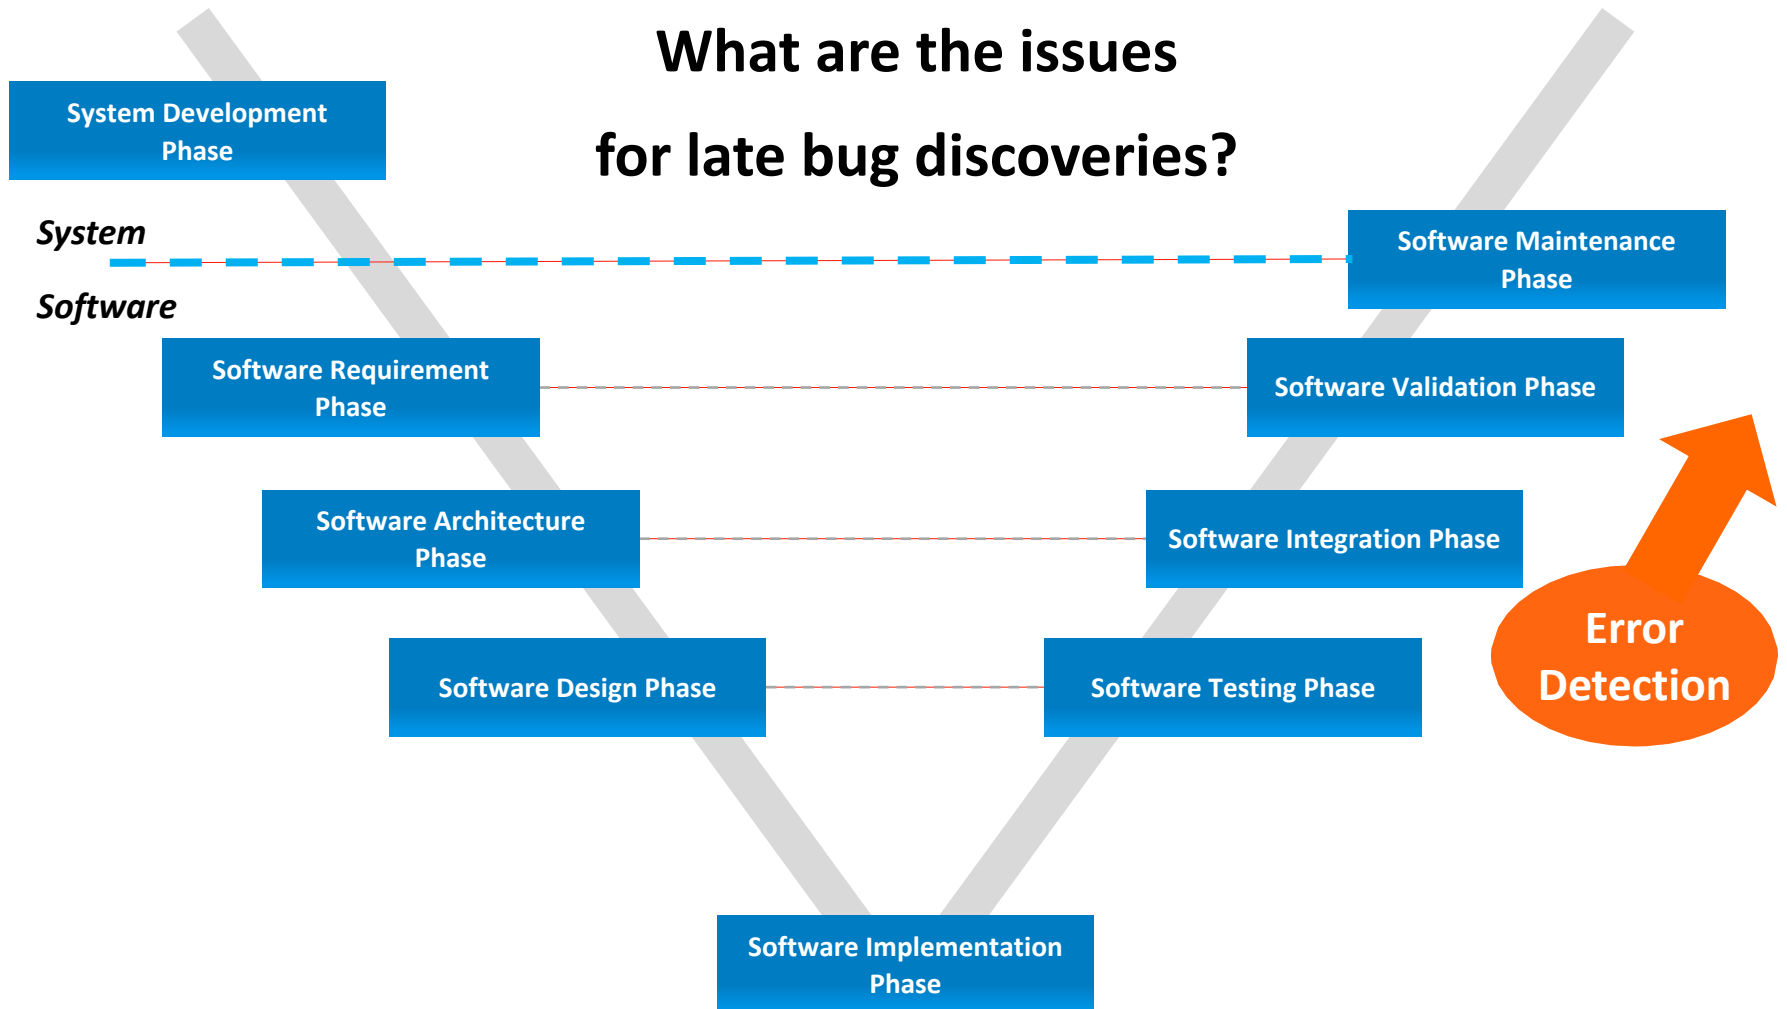 What are the issues
for late bug discoveries?
System Development
Phase
System
Software
Software Maintenance
Phase
Software Requirement
Phase
Software Validation Phase
Software Architecture
Phase
Software Integration Phase
Error
Detection
Software Design Phase
Software Testing Phase
Software Implementation
Phase